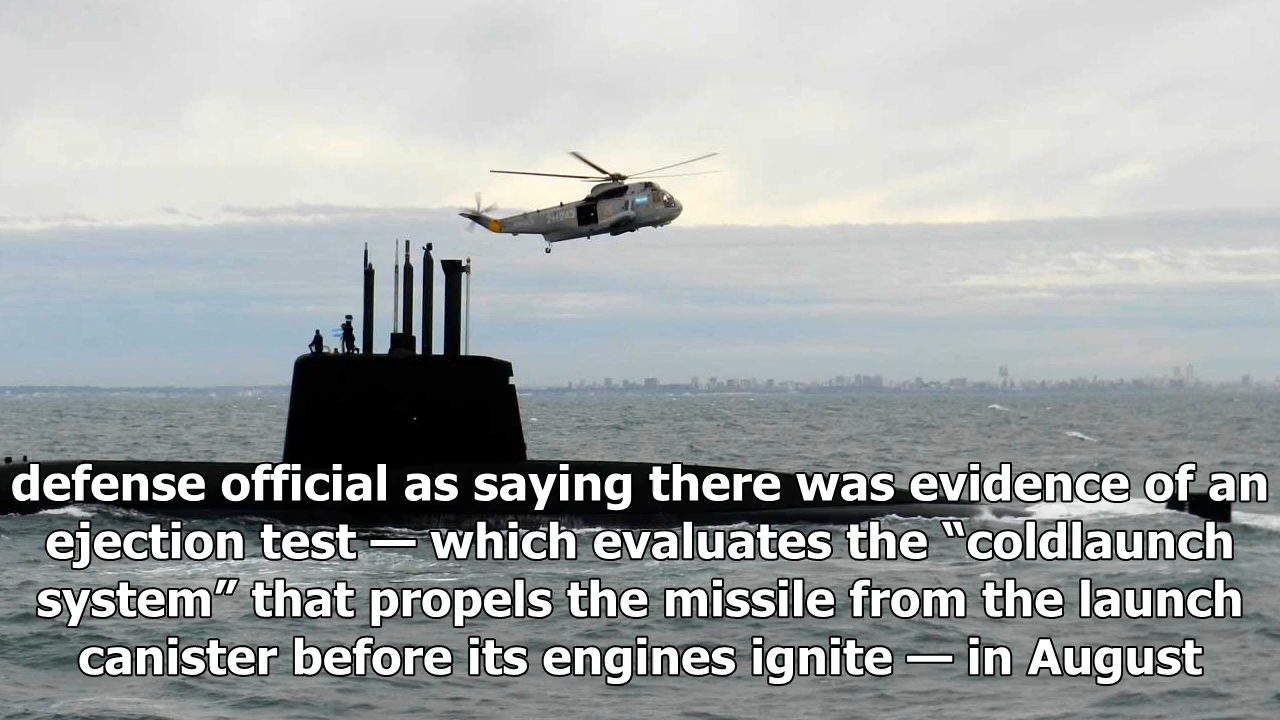 defense official as saying there was evidence of an
ejection test — which evaluates the “coldlaunch
system” that propels the missile from the launch
canister before its engines ignite — in August